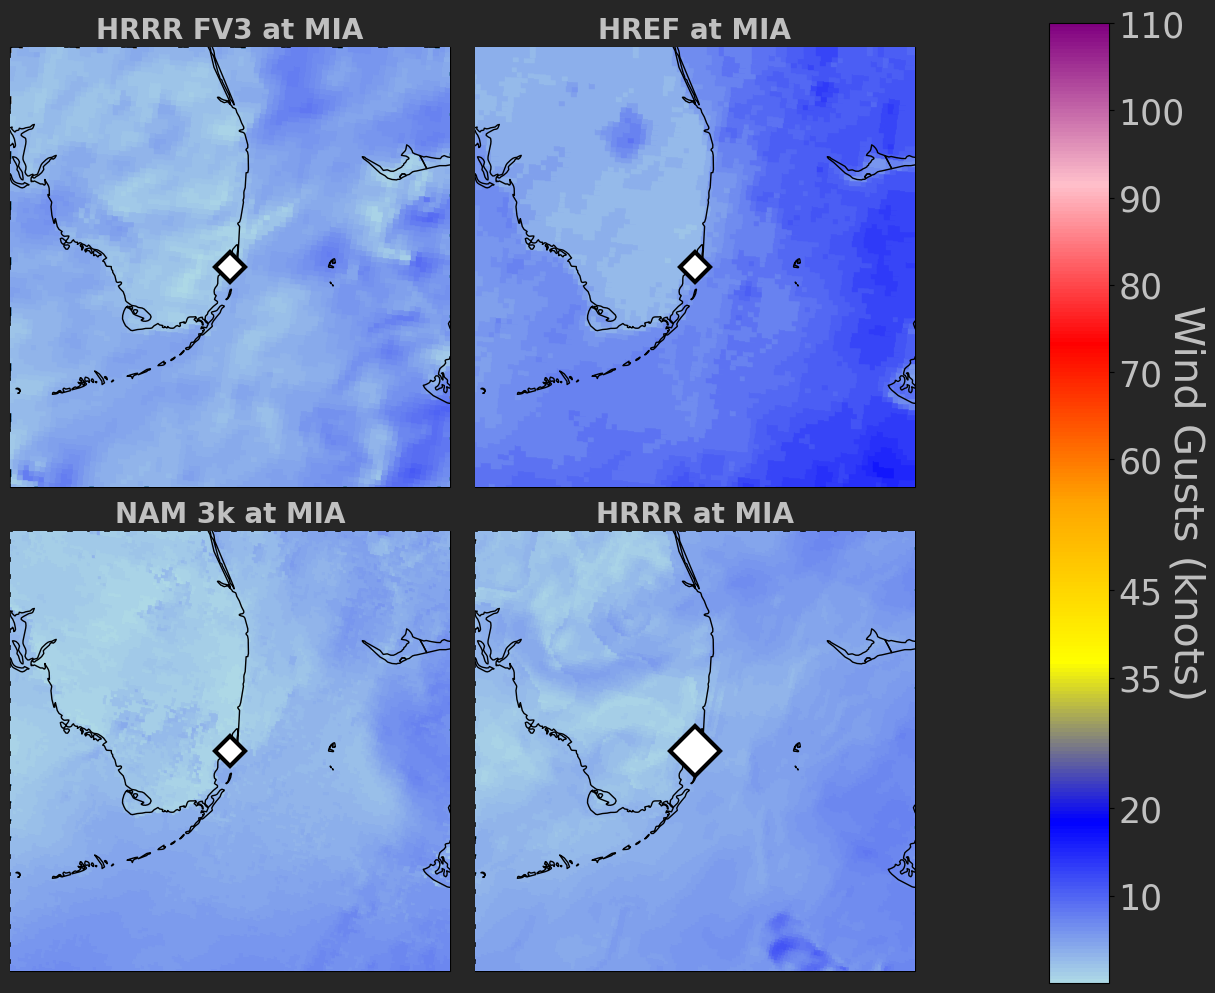 HRRR FV3 at MIA
HREF at MIA
NAM 3k at MIA
HRRR at MIA
110
100
90
80
70
60
45
35
20
10
Wind Gusts (knots)